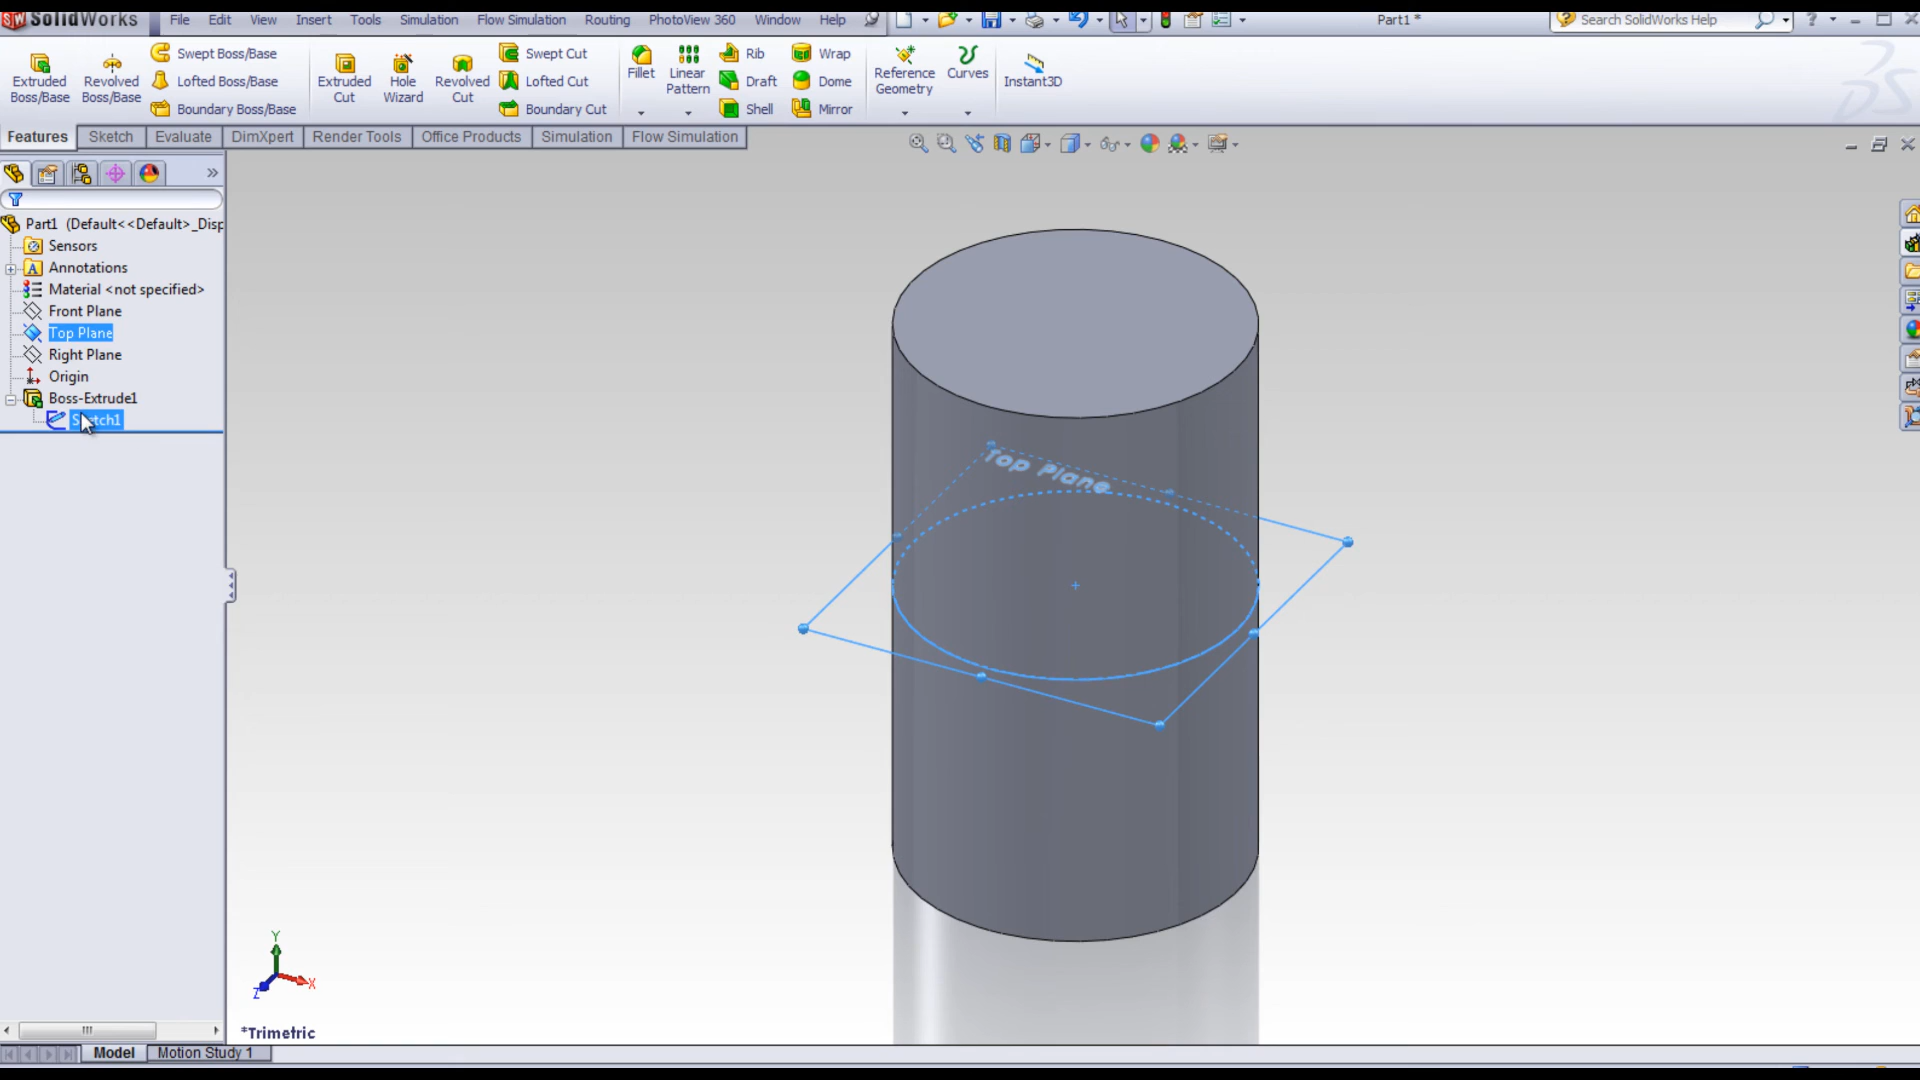 SolidWorks File Edit View Insert Tools Simulation Flow Simulation Routing PhotoView 360 Window Help Part1 * Search SolidWorks Help
Extruded Boss/Base
Revolved Boss/Base
Swept Boss/Base
Lofted Boss/Base
Boundary Boss/Base
Extruded Cut
Hole Wizard
Revolved Cut
Swept Cut
Lofted Cut
Boundary Cut
Fillet
Linear Pattern
Rib
Draft
Shell
Wrap
Dome
Mirror
Reference Geometry
Curves
Instant3D
Features Sketch Evaluate DimXpert Render Tools Office Products Simulation Flow Simulation
Part1 (Default<<Default>_Disp
Sensors
Annotations
Material <not specified>
Front Plane
Top Plane
Right Plane
Origin
Boss-Extrude1
Top Plane
Y
X
Z
*Trimetric
Model Motion Study 1